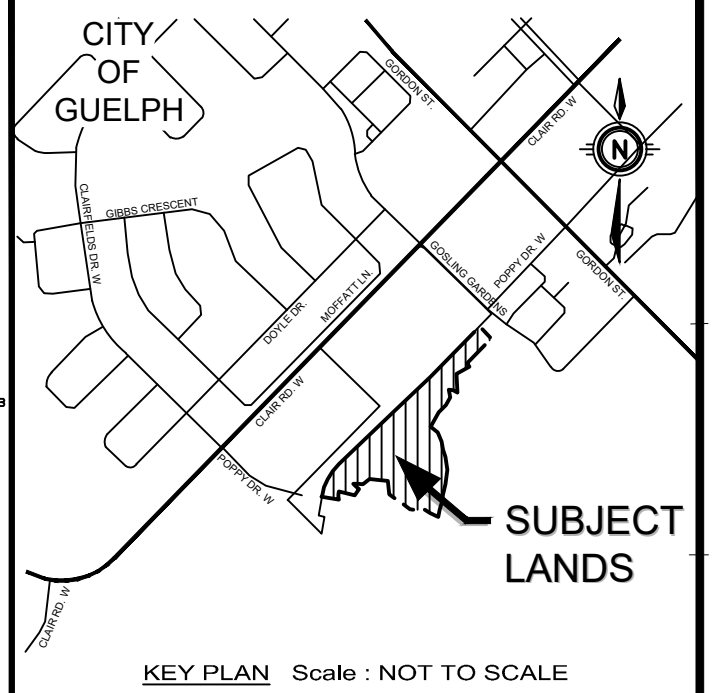 CITY
OF
GUELPH
GORDON ST.
CLAIR RD. W
N
CLAIRFIELDS DR. W
GIBBS CRESCENT
GOSLING GARDENS
POPPY DR. W
GORDON ST.
DOYLE DR.
MOFFATT LN.
CLAIR RD. W
POPPY DR. W
SUBJECT
LANDS
CLAIR RD. W
KEY PLAN Scale : NOT TO SCALE